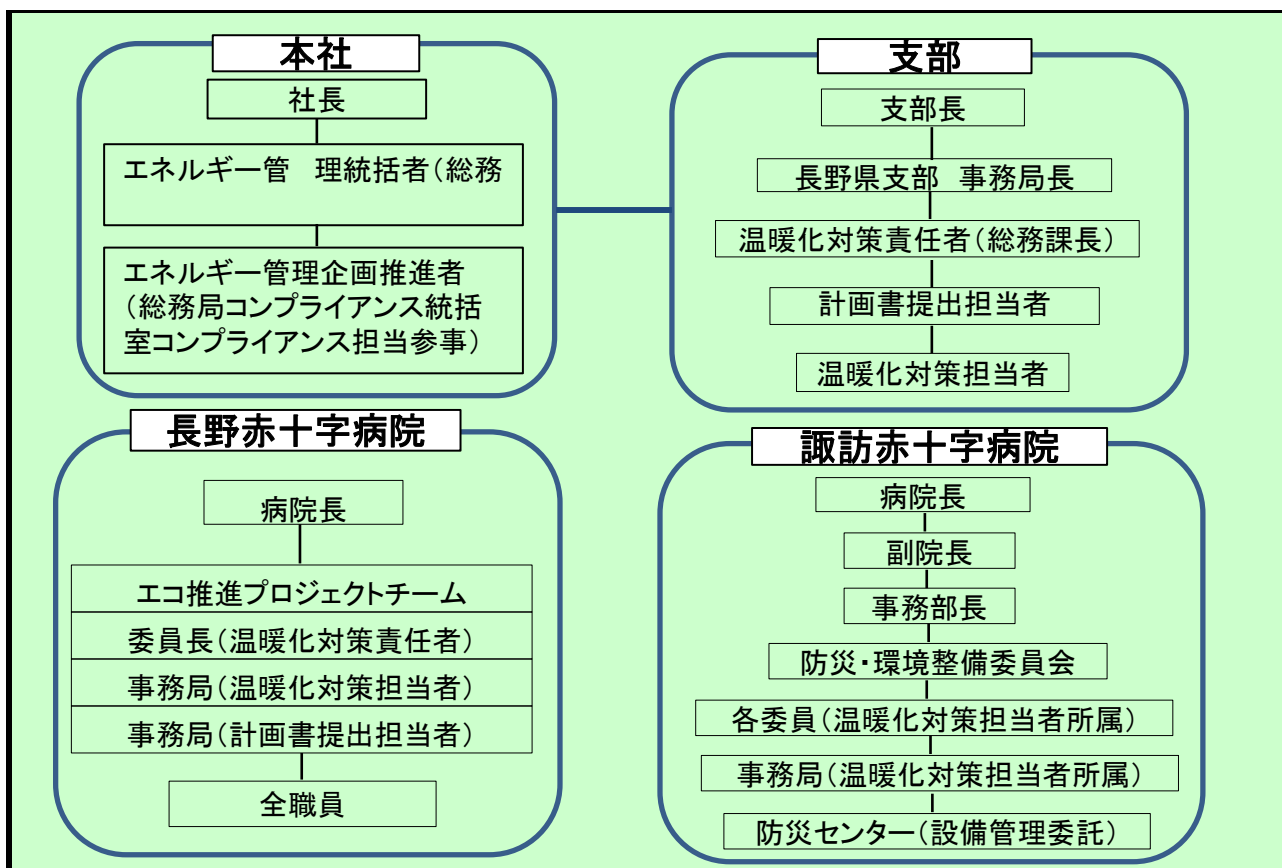 本社
社長
エネルギー管　理統括者（総務
エネルギー管理企画推進者
（総務局コンプライアンス統括
室コンプライアンス担当参事）
支部
支部長
長野県支部　事務局長
温暖化対策責任者（総務課長）
計画書提出担当者
温暖化対策担当者
長野赤十字病院
病院長
エコ推進プロジェクトチーム
委員長（温暖化対策責任者）
事務局（温暖化対策担当者）
事務局（計画書提出担当者）
全職員
諏訪赤十字病院
病院長
副院長
事務部長
防災・環境整備委員会
各委員（温暖化対策担当者所属）
事務局（温暖化対策担当者所属）
防災センター（設備管理委託）